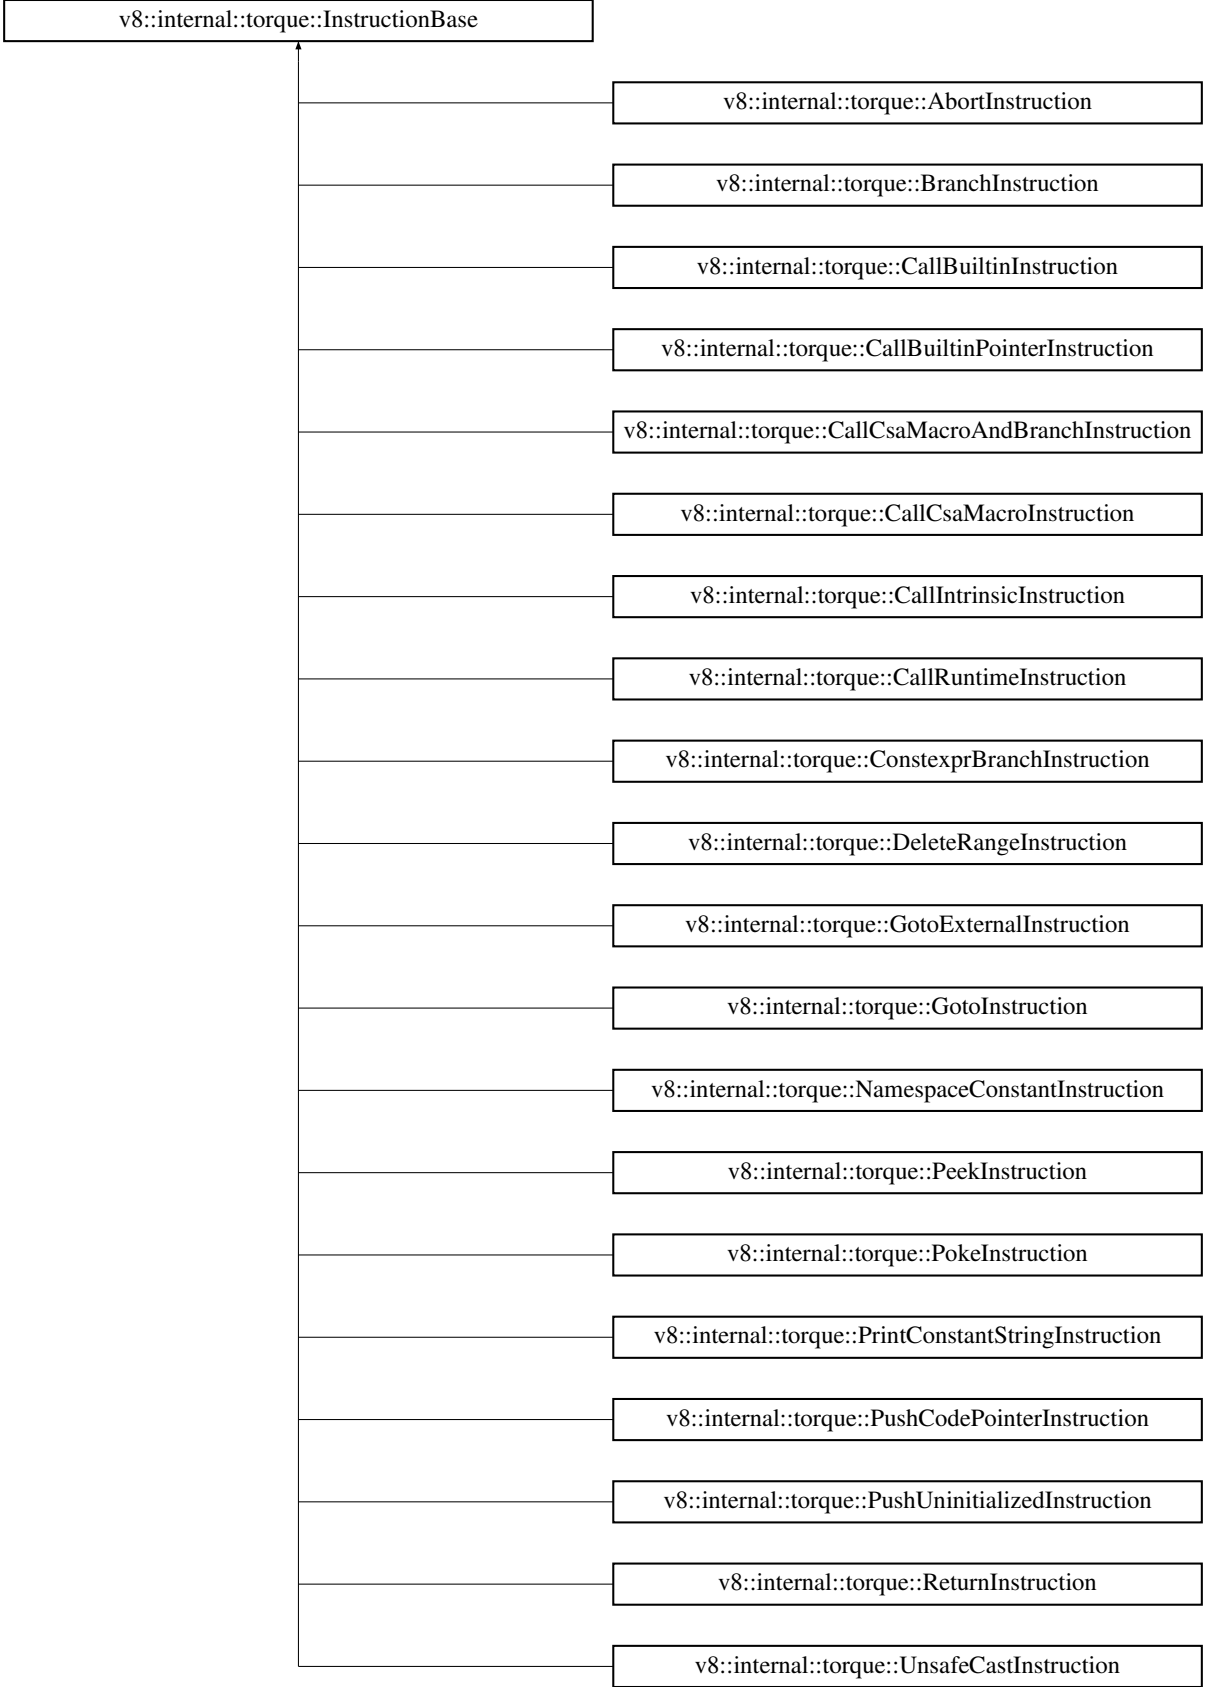 v8::internal::torque::InstructionBase
v8::internal::torque::AbortInstruction
v8::internal::torque::BranchInstruction
v8::internal::torque::CallBuiltinInstruction
v8::internal::torque::CallBuiltinPointerInstruction
v8::internal::torque::CallCsaMacroAndBranchInstruction
v8::internal::torque::CallCsaMacroInstruction
v8::internal::torque::CallIntrinsicInstruction
v8::internal::torque::CallRuntimeInstruction
v8::internal::torque::ConstexprBranchInstruction
v8::internal::torque::DeleteRangeInstruction
v8::internal::torque::GotoExternalInstruction
v8::internal::torque::GotoInstruction
v8::internal::torque::NamespaceConstantInstruction
v8::internal::torque::PeekInstruction
v8::internal::torque::PokeInstruction
v8::internal::torque::PrintConstantStringInstruction
v8::internal::torque::PushCodePointerInstruction
v8::internal::torque::PushUninitializedInstruction
v8::internal::torque::ReturnInstruction
v8::internal::torque::UnsafeCastInstruction